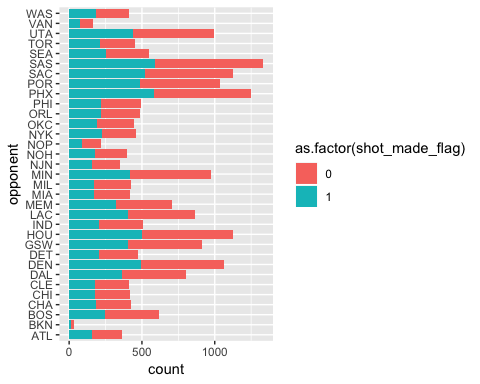 WAS
VAN
UTA
TOR
SEA
SAS
SAC
POR
PHX
PHI
ORL
OKC
NYK
NOP
NOH
NJN
MIN
MIL
MIA
MEM
LAC
IND
HOU
GSW
DET
DEN
DAL
CLE
CHI
CHA
BOS
BKN
ATL
opponent
0 500 1000
count
as.factor(shot_made_flag)
0
1